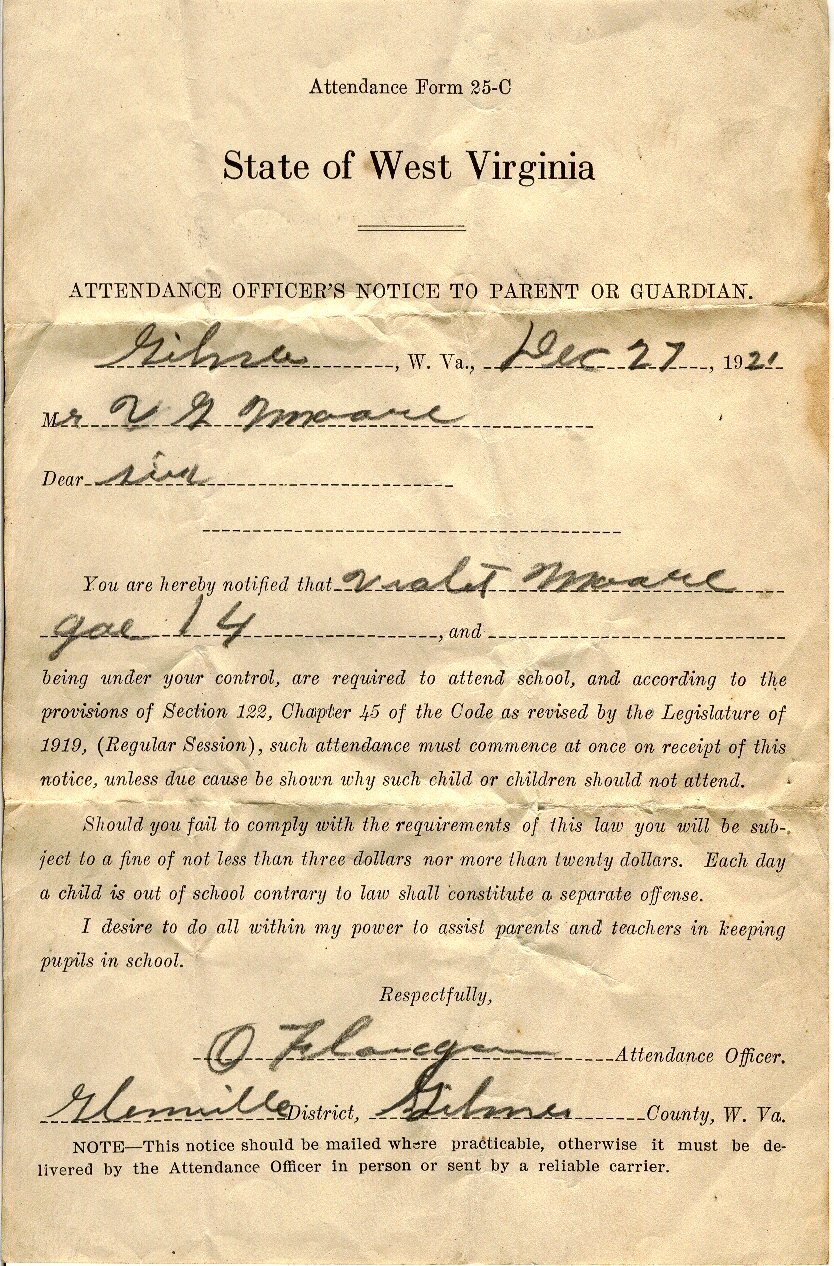 Attendance Form 25-C
State of West Virginia
ATTENDANCE OFFICER'S NOTICE TO PARENT OR GUARDIAN.
Gilmer, W. Va., Dec 27, 1921
Mr V G Moore
Dear sir
You are hereby notified that Violet Moore
age 14, and
being under your control, are required to attend school, and according to the
provisions of Section 122, Chapter 45 of the Code as revised by the Legislature of
1919, (Regular Session), such attendance must commence at once on receipt of this
notice, unless due cause be shown why such child or children should not attend.
Should you fail to comply with the requirements of this law you will be sub-
ject to a fine of not less than three dollars nor more than twenty dollars. Each day
a child is out of school contrary to law shall constitute a separate offense.
I desire to do all within my power to assist parents and teachers in keeping
pupils in school.
Respectfully,
O Flanegan Attendance Officer.
Glenville District, Gilmer County, W. Va.
NOTE—This notice should be mailed where practicable, otherwise it must be de-
livered by the Attendance Officer in person or sent by a reliable carrier.